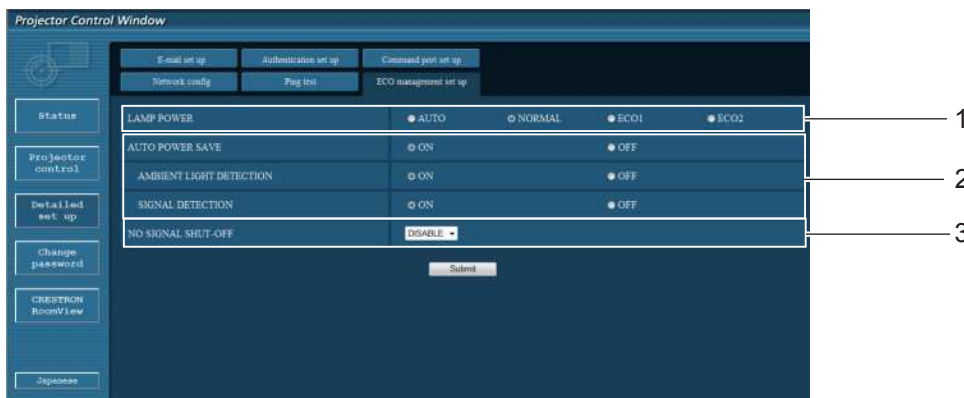 Projector Control Window
E-mail set up Authentication set up Command port set up
Network config Ping test ECO management set up
Status
Projector control
Detailed set up
Change password
CRESTRON RoomView
Japanese
LAMP POWER AUTO NORMAL ECO1 ECO2 1
AUTO POWER SAVE ON OFF
AMBIENT LIGHT DETECTION ON OFF 2
SIGNAL DETECTION ON OFF
NO SIGNAL SHUT-OFF DISABLE 3
Submit